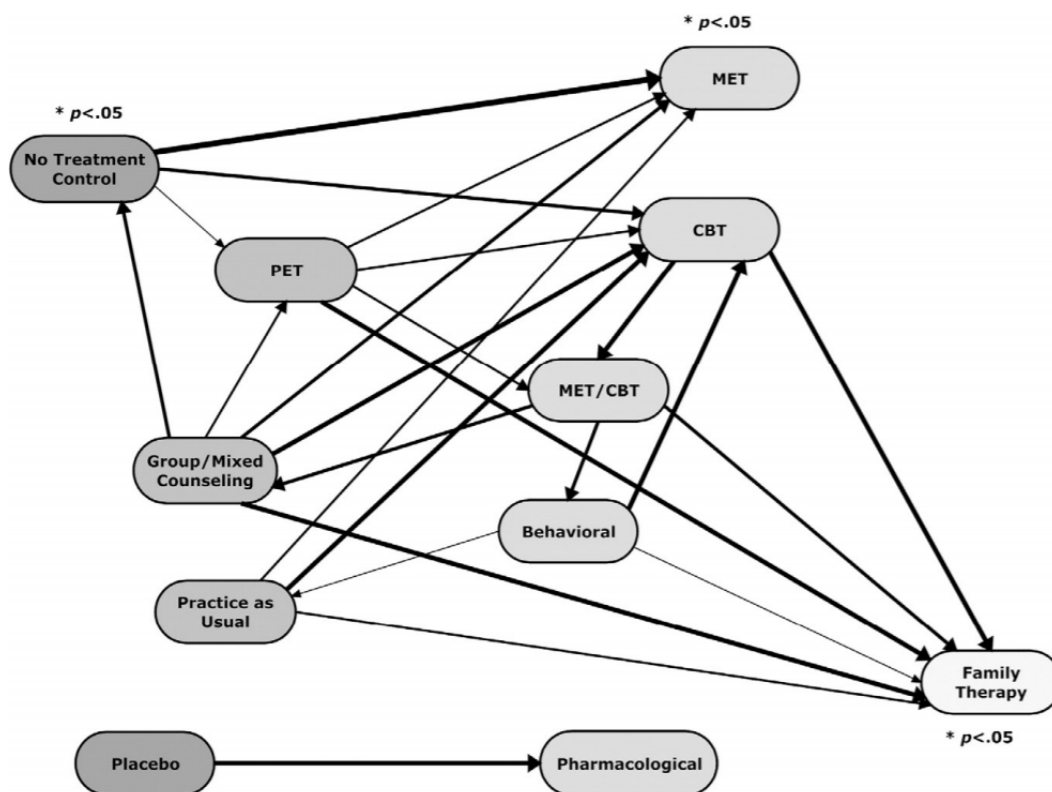 * p<.05
MET
* p<.05
No Treatment
Control
CBT
PET
MET/CBT
Group/Mixed
Counseling
Behavioral
Practice as
Usual
Family
Therapy
* p<.05
Placebo
Pharmacological